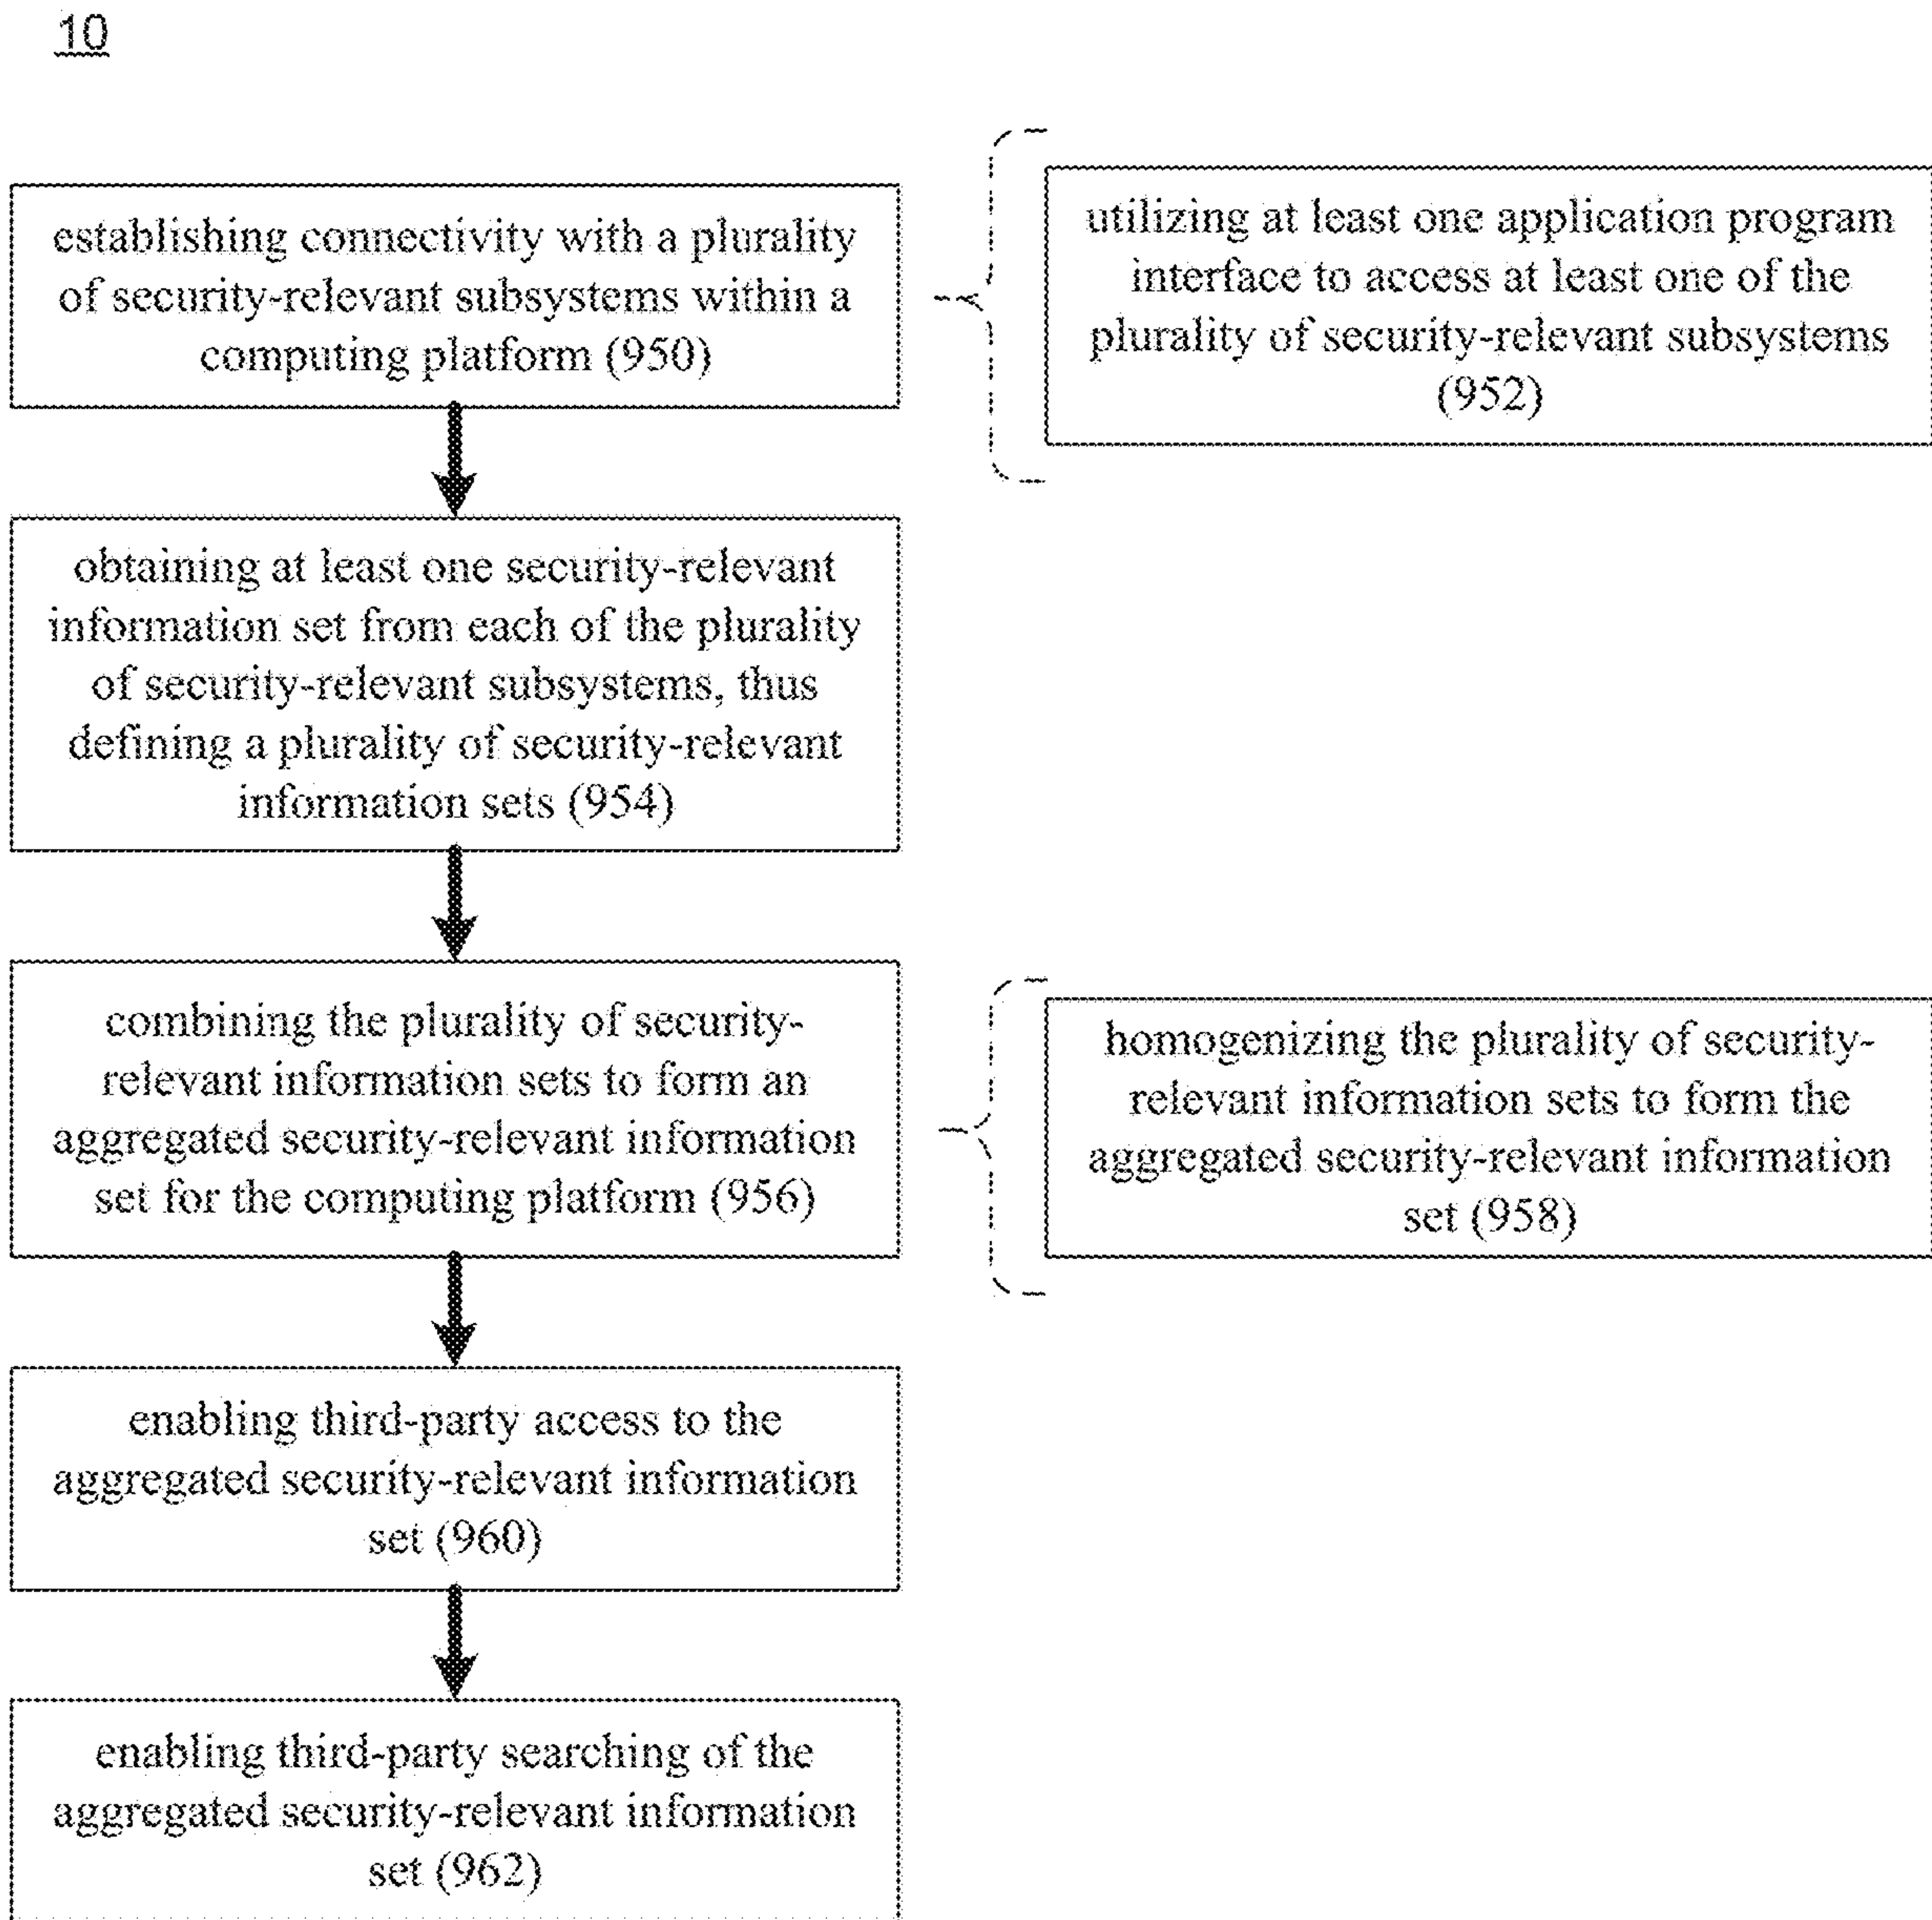 10
establishing connectivity with a plurality
of security-relevant subsystems within a
computing platform (950)
utilizing at least one application program
interface to access at least one of the
plurality of security-relevant subsystems
(952)
obtaining at least one security-relevant
information set from each of the plurality
of security-relevant subsystems, thus
defining a plurality of security-relevant
information sets (954)
combining the plurality of security-
relevant information sets to form an
aggregated security-relevant information
set for the computing platform (956)
homogenizing the plurality of security-
relevant information sets to form the
aggregated security-relevant information
set (958)
enabling third-party access to the
aggregated security-relevant information
set (960)
enabling third-party searching of the
aggregated security-relevant information
set (962)